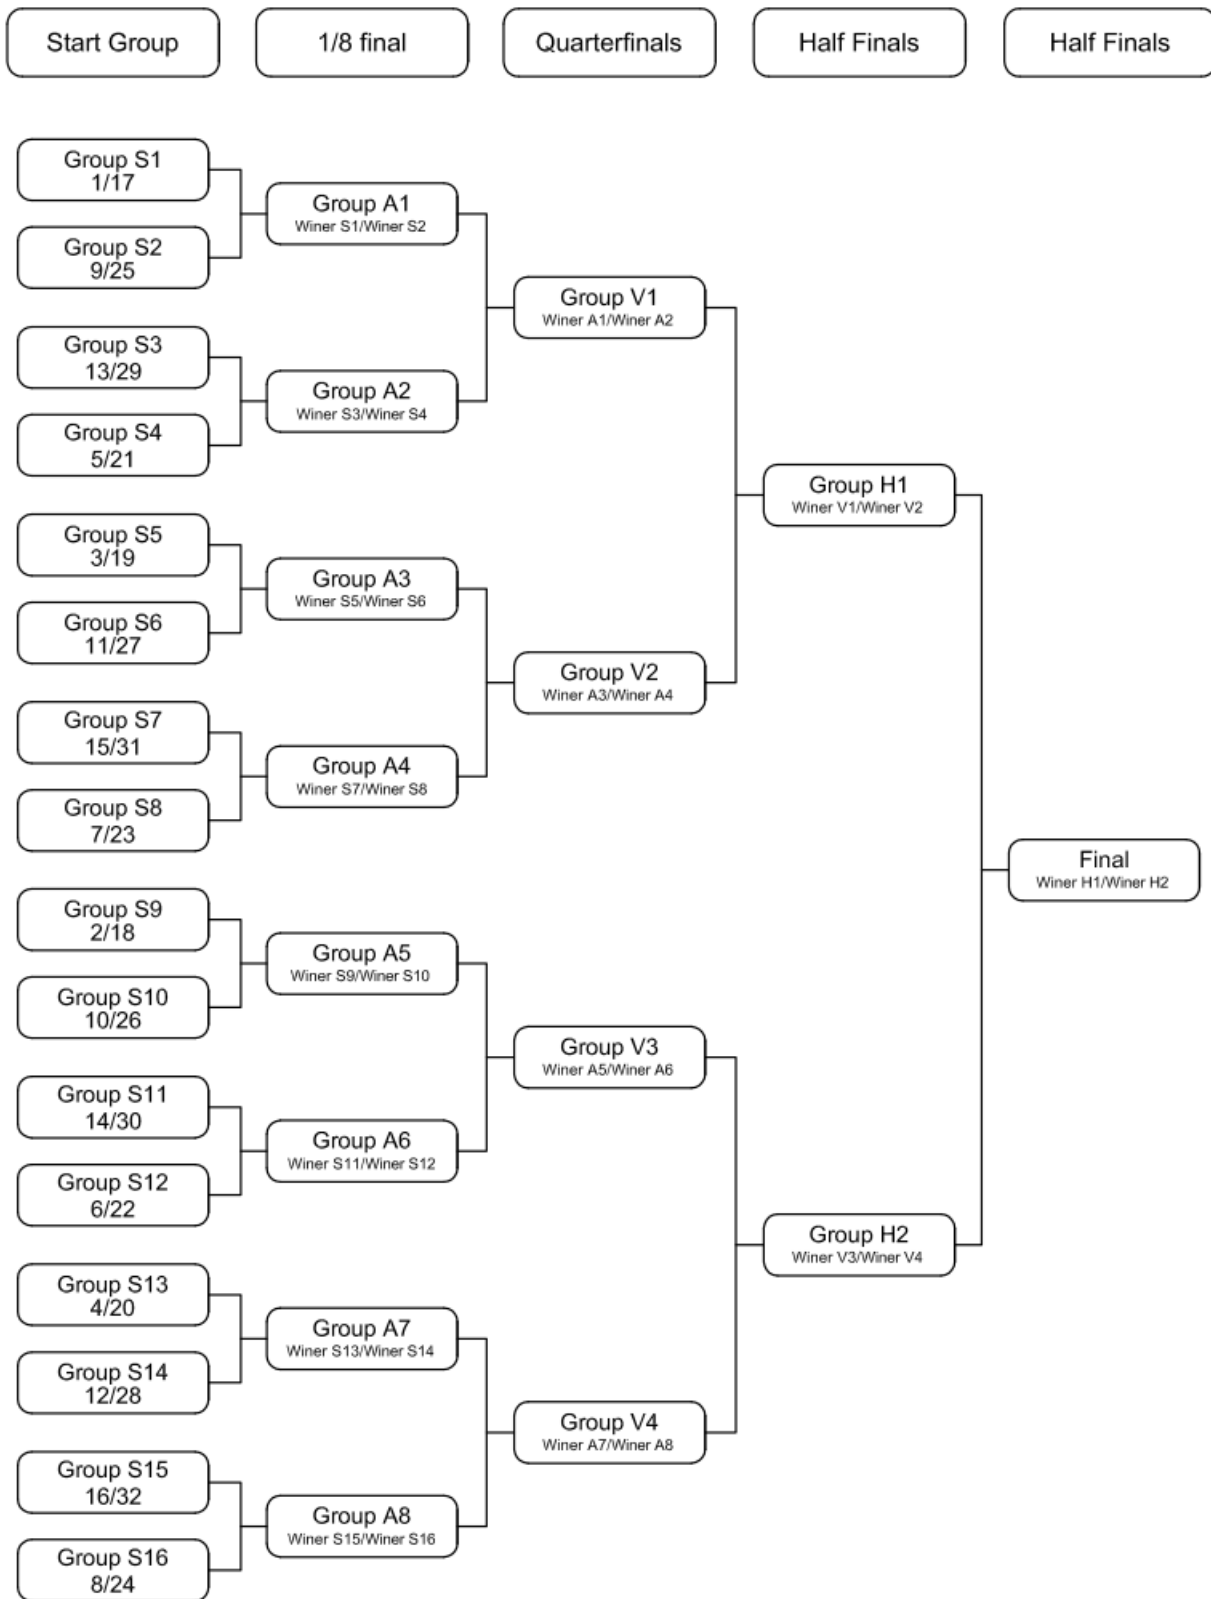 Start Group
1/8 final
Quarterfinals
Half Finals
Half Finals
Group S1
1/17
Group S2
9/25
Group S3
13/29
Group S4
5/21
Group S5
3/19
Group S6
11/27
Group S7
15/31
Group S8
7/23
Group S9
2/18
Group S10
10/26
Group S11
14/30
Group S12
6/22
Group S13
4/20
Group S14
12/28
Group S15
16/32
Group S16
8/24
Group A1
Winer S1/Winer S2
Group A2
Winer S3/Winer S4
Group A3
Winer S5/Winer S6
Group A4
Winer S7/Winer S8
Group A5
Winer S9/Winer S10
Group A6
Winer S11/Winer S12
Group A7
Winer S13/Winer S14
Group A8
Winer S15/Winer S16
Group V1
Winer A1/Winer A2
Group V2
Winer A3/Winer A4
Group V3
Winer A5/Winer A6
Group V4
Winer A7/Winer A8
Group H1
Winer V1/Winer V2
Group H2
Winer V3/Winer V4
Final
Winer H1/Winer H2